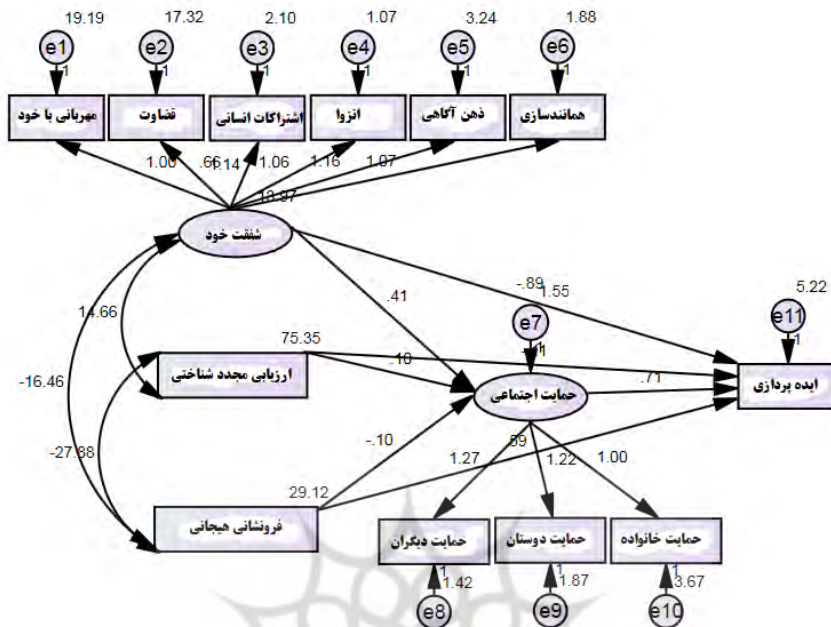 19.19 17.32 2.10 1.07 3.24 1.88
e1 e2 e3 e4 e5 e6
1 1 1 1 1 1
مهربانی با خود
قضاوت
اشتراکات انسانی
انزوا
ذهن آگاهی
همانندسازی
1.00 .66 1.14 1.06 1.16 1.07
13.97
شفقت خود
-.89
1.55
5.22
e11
1
.41
e7
1
14.66
75.35
ارزیابی مجدد شناختی
.10
.71
ایده پردازی
-16.46
حمایت اجتماعی
-.10
-27.88
.59
1.27 1.22 1.00
29.12
فرونشانی هیجانی
حمایت دیگران
حمایت دوستان
حمایت خانواده
1 1 1
1.42 1.87 3.67
e8 e9 e10